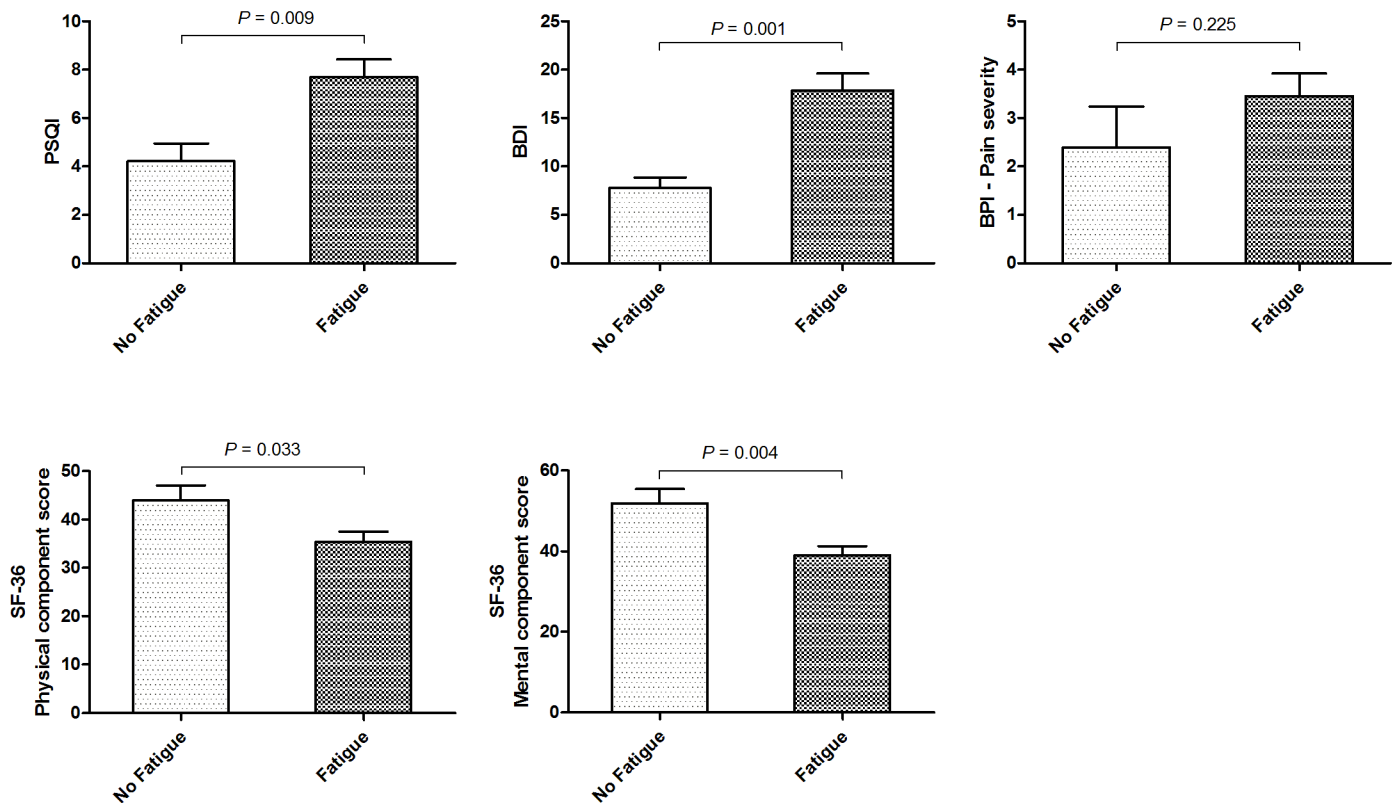 P = 0.009
PSQI
10
8
6
4
2
0
No Fatigue
Fatigue
P = 0.001
BDI
25
20
15
10
5
0
No Fatigue
Fatigue
P = 0.225
BPI - Pain severity
5
4
3
2
1
0
No Fatigue
Fatigue
P = 0.033
SF-36
Physical component score
50
40
30
20
10
0
No Fatigue
Fatigue
P = 0.004
SF-36
Mental component score
60
40
20
0
No Fatigue
Fatigue